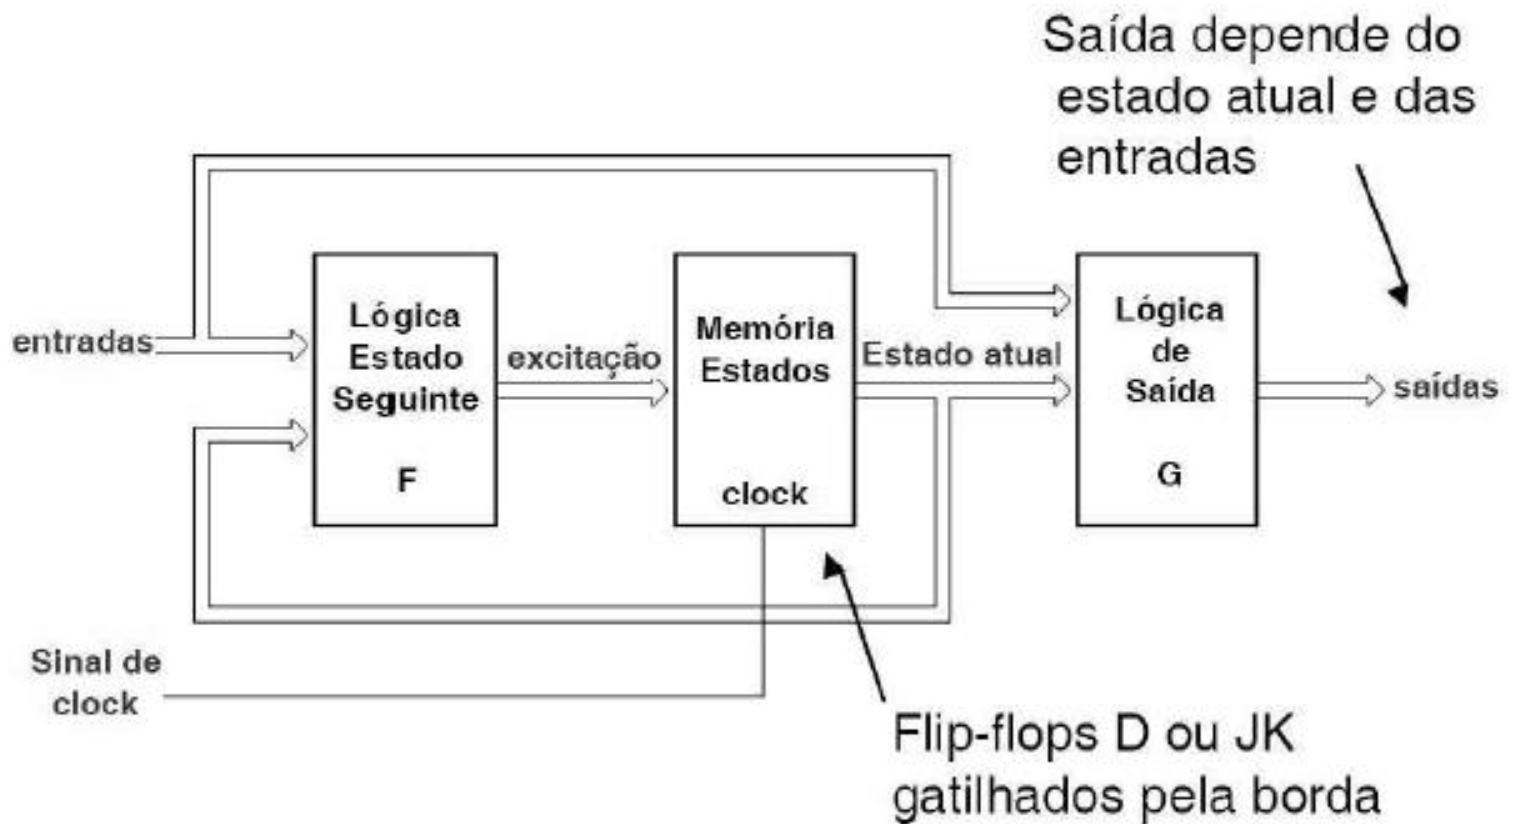 Saída depende do
estado atual e das
entradas
entradas
Lógica
Estado
Seguinte
F
excitação
Memória
Estados
clock
Estado atual
Lógica
de
Saída
G
saídas
Sinal de
clock
Flip-flops D ou JK
gatilhados pela borda